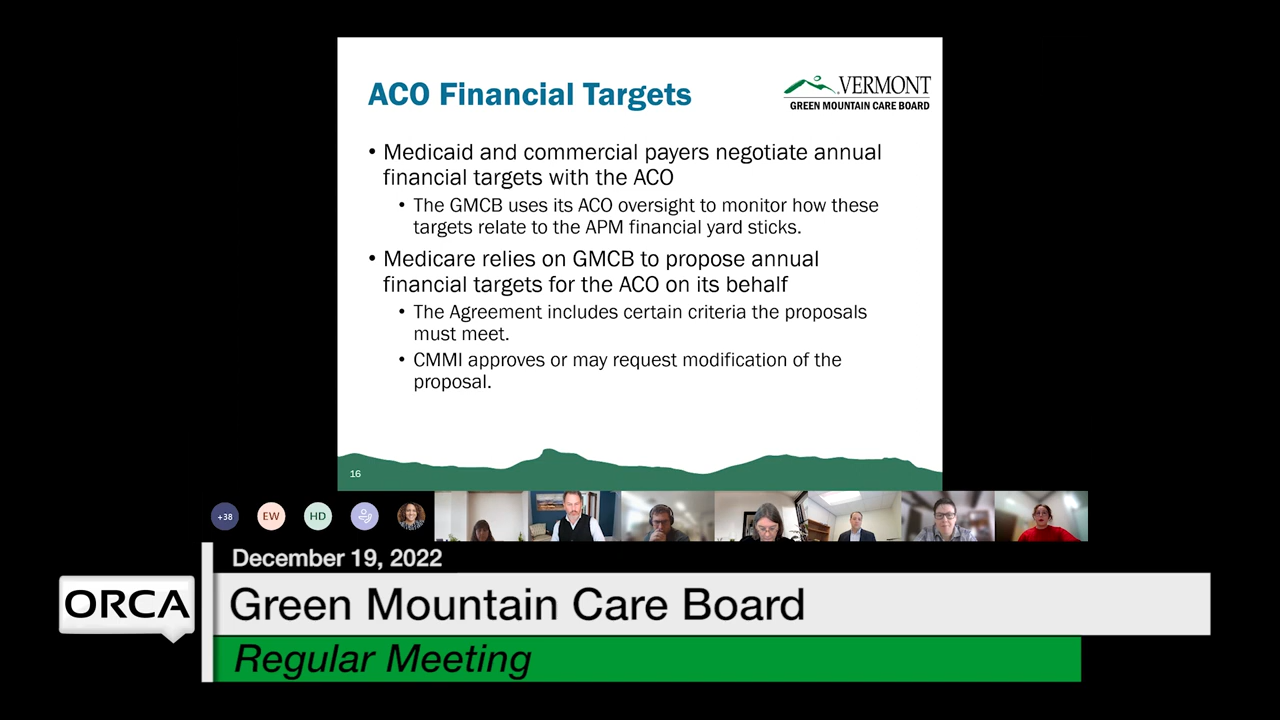 ACO Financial Targets
VERMONT
GREEN MOUNTAIN CARE BOARD
• Medicaid and commercial payers negotiate annual
financial targets with the ACO
• The GMCB uses its ACO oversight to monitor how these
targets relate to the APM financial yard sticks.
• Medicare relies on GMCB to propose annual
financial targets for the ACO on its behalf
• The Agreement includes certain criteria the proposals
must meet.
• CMMI approves or may request modification of the
proposal.
16
+38
EW
HD
December 19, 2022
ORCA
Green Mountain Care Board
Regular Meeting